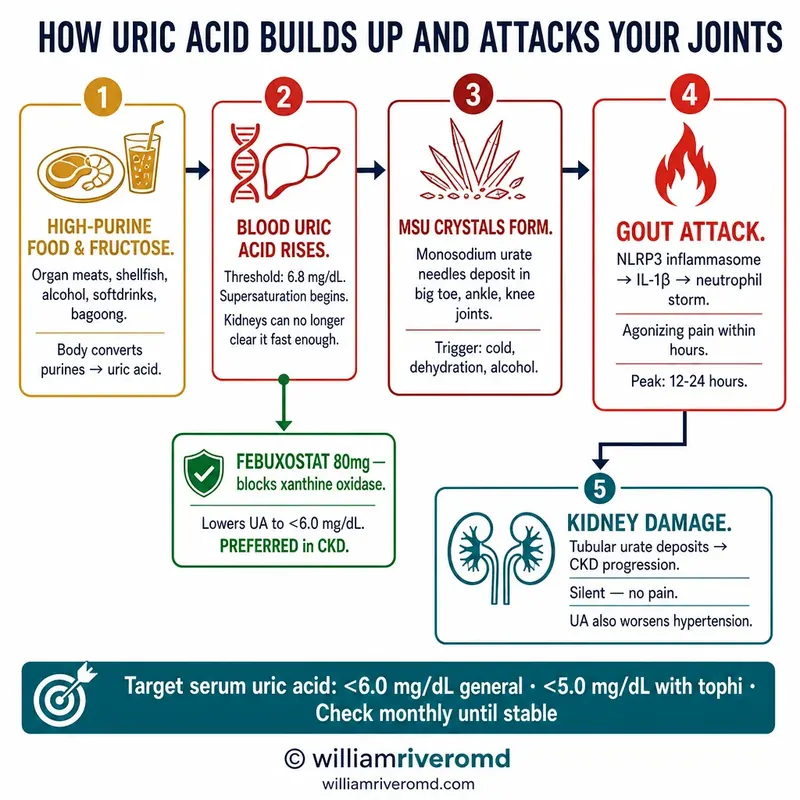 HOW URIC ACID BUILDS UP AND ATTACKS YOUR JOINTS
1
HIGH-PURINE
FOOD & FRUCTOSE.
Organ meats, shellfish,
alcohol, softdrinks,
bagoong.
Body converts
purines → uric acid.
2
BLOOD URIC
ACID RISES.
Threshold: 6.8 mg/dL.
Supersaturation begins.
Kidneys can no longer
clear it fast enough.
3
MSU CRYSTALS FORM.
Monosodium urate
needles deposit in
big toe, ankle, knee
joints.
Trigger: cold,
dehydration, alcohol.
4
GOUT ATTACK.
NLRP3 inflammasome
→ IL-1β → neutrophil
storm.
Agonizing pain within
hours.
Peak: 12-24 hours.
FEBUXOSTAT 80mg —
blocks xanthine oxidase.
Lowers UA to <6.0 mg/dL.
PREFERRED in CKD.
5
KIDNEY DAMAGE.
Tubular urate deposits →
CKD progression.
Silent — no pain.
UA also worsens hypertension.
Target serum uric acid: <6.0 mg/dL general · <5.0 mg/dL with tophi ·
Check monthly until stable
© williamriveromd
williamriveromd.com